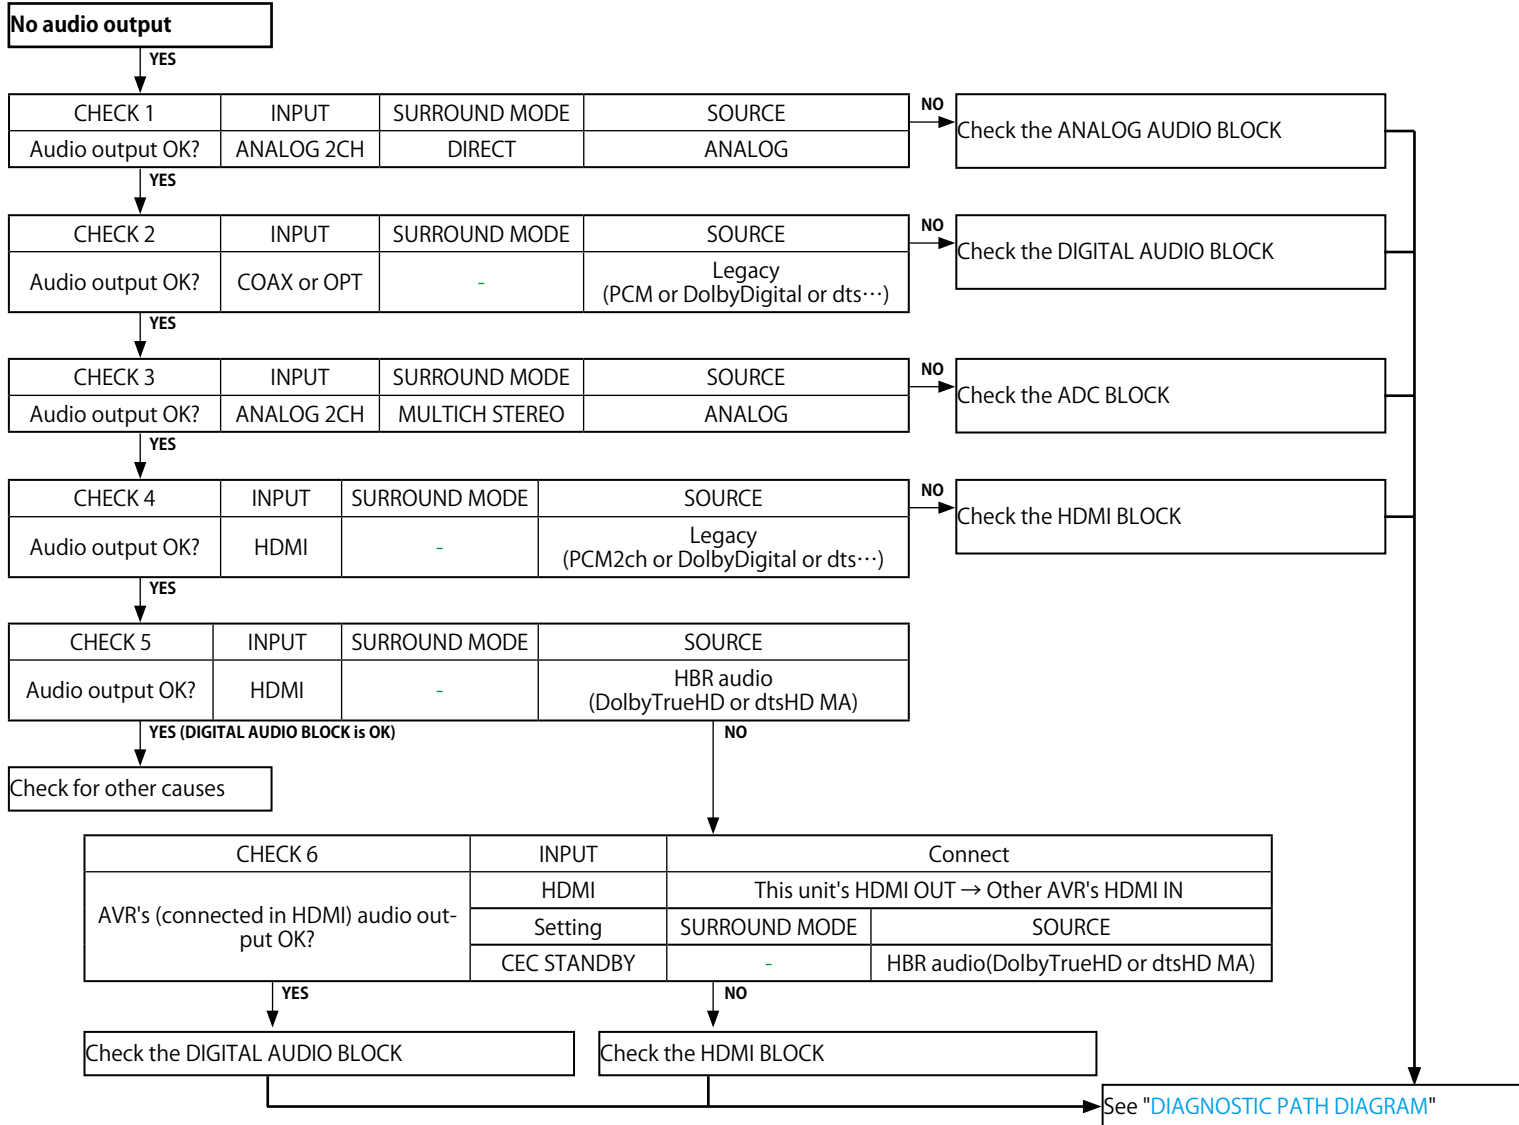 No audio output
YES
CHECK 1 INPUT SURROUND MODE SOURCE
Audio output OK? ANALOG 2CH DIRECT ANALOG
NO
Check the ANALOG AUDIO BLOCK
YES
CHECK 2 INPUT SURROUND MODE SOURCE
Audio output OK? COAX or OPT - Legacy
(PCM or DolbyDigital or dts⋯)
NO
Check the DIGITAL AUDIO BLOCK
YES
CHECK 3 INPUT SURROUND MODE SOURCE
Audio output OK? ANALOG 2CH MULTICH STEREO ANALOG
NO
Check the ADC BLOCK
YES
CHECK 4 INPUT SURROUND MODE SOURCE
Audio output OK? HDMI - Legacy
(PCM2ch or DolbyDigital or dts⋯)
NO
Check the HDMI BLOCK
YES
CHECK 5 INPUT SURROUND MODE SOURCE
Audio output OK? HDMI - HBR audio
(DolbyTrueHD or dtsHD MA)
YES (DIGITAL AUDIO BLOCK is OK)
NO
Check for other causes
CHECK 6 INPUT Connect
HDMI This unit's HDMI OUT → Other AVR's HDMI IN
AVR's (connected in HDMI) audio out-
put OK?
Setting SURROUND MODE SOURCE
CEC STANDBY - HBR audio(DolbyTrueHD or dtsHD MA)
YES
NO
Check the DIGITAL AUDIO BLOCK
Check the HDMI BLOCK
See "DIAGNOSTIC PATH DIAGRAM"